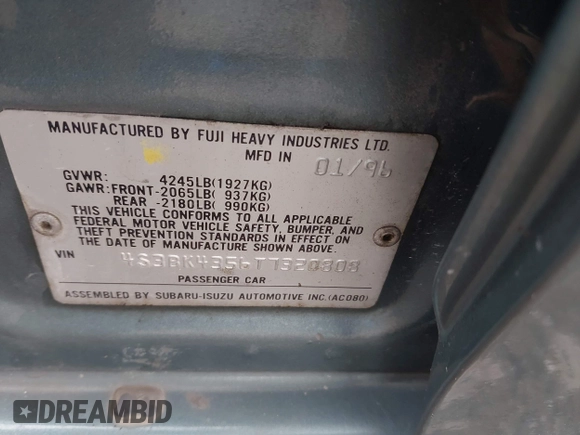 MANUFACTURED BY FUJI HEAVY INDUSTRIES LTD.
MFD IN 01/96
GVWR: 4245LB(1927KG)
GAWR:FRONT-2065LB( 937KG)
REAR -2180LB( 990KG)
THIS VEHICLE CONFORMS TO ALL APPLICABLE
FEDERAL MOTOR VEHICLE SAFETY, BUMPER, AND
THEFT PREVENTION STANDARDS IN EFFECT ON
THE DATE OF MANUFACTURE SHOWN ABOVE.
VIN
PASSENGER CAR
ASSEMBLED BY SUBARU-ISUZU AUTOMOTIVE INC.(AC080)
DREAMBID